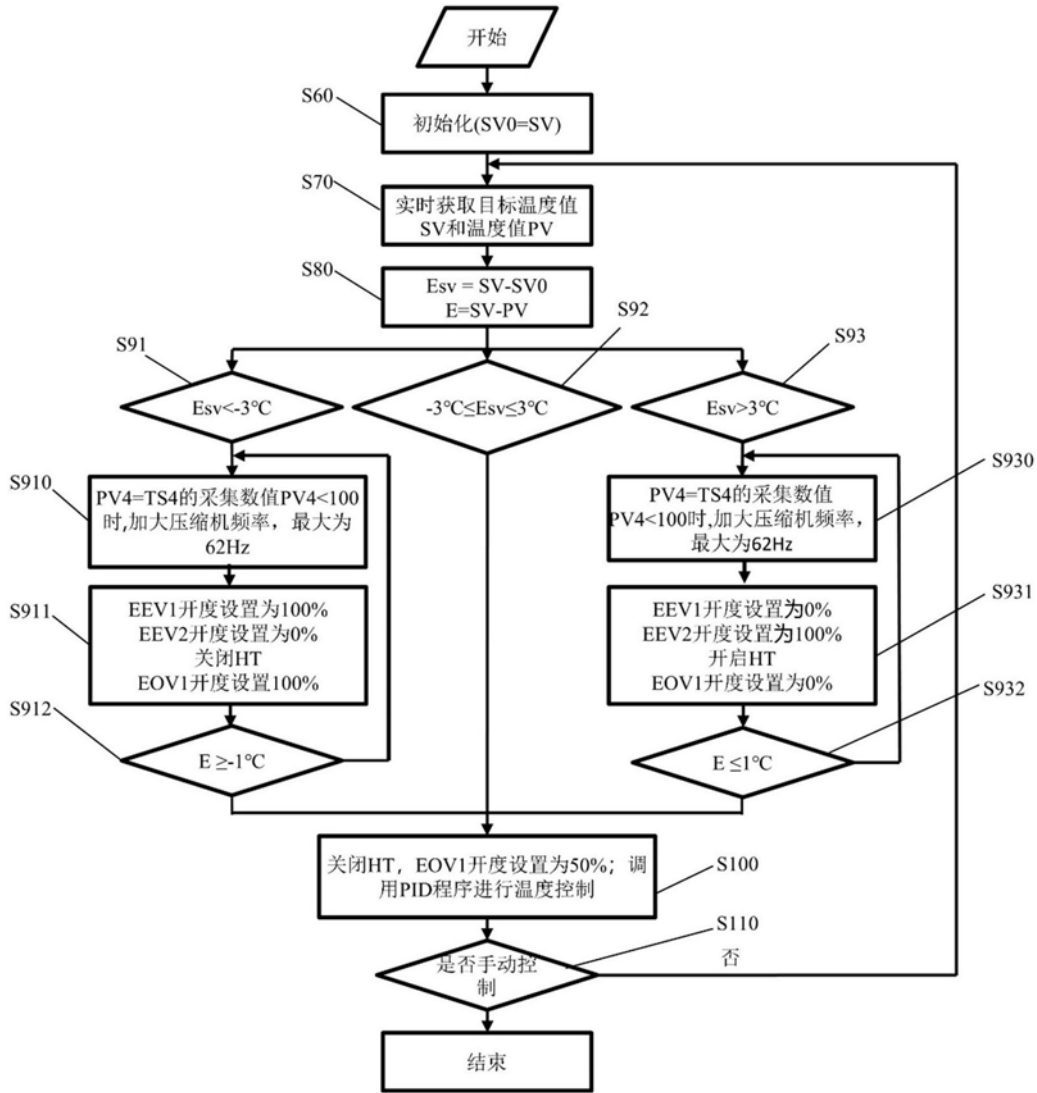 开始
S60
初始化(SV0=SV)
S70
实时获取目标温度值
SV和温度值PV
S80
Esv = SV-SV0
E=SV-PV
S91
S92
S93
Esv<-3℃
-3℃≤Esv≤3℃
Esv>3℃
S910
PV4=TS4的采集数值PV4<100
时,加大压缩机频率，最大为
62Hz
S930
PV4=TS4的采集数值
PV4<100时,加大压缩机频率，
最大为62Hz
S911
EEV1开度设置为100%
EEV2开度设置为0%
关闭HT
EOV1开度设置100%
S931
EEV1开度设置为0%
EEV2开度设置为100%
开启HT
EOV1开度设置为0%
S912
E ≥-1℃
S932
E ≤1℃
关闭HT，EOV1开度设置为50%；调
用PID程序进行温度控制
S100
S110
是否手动控
制
否
结束